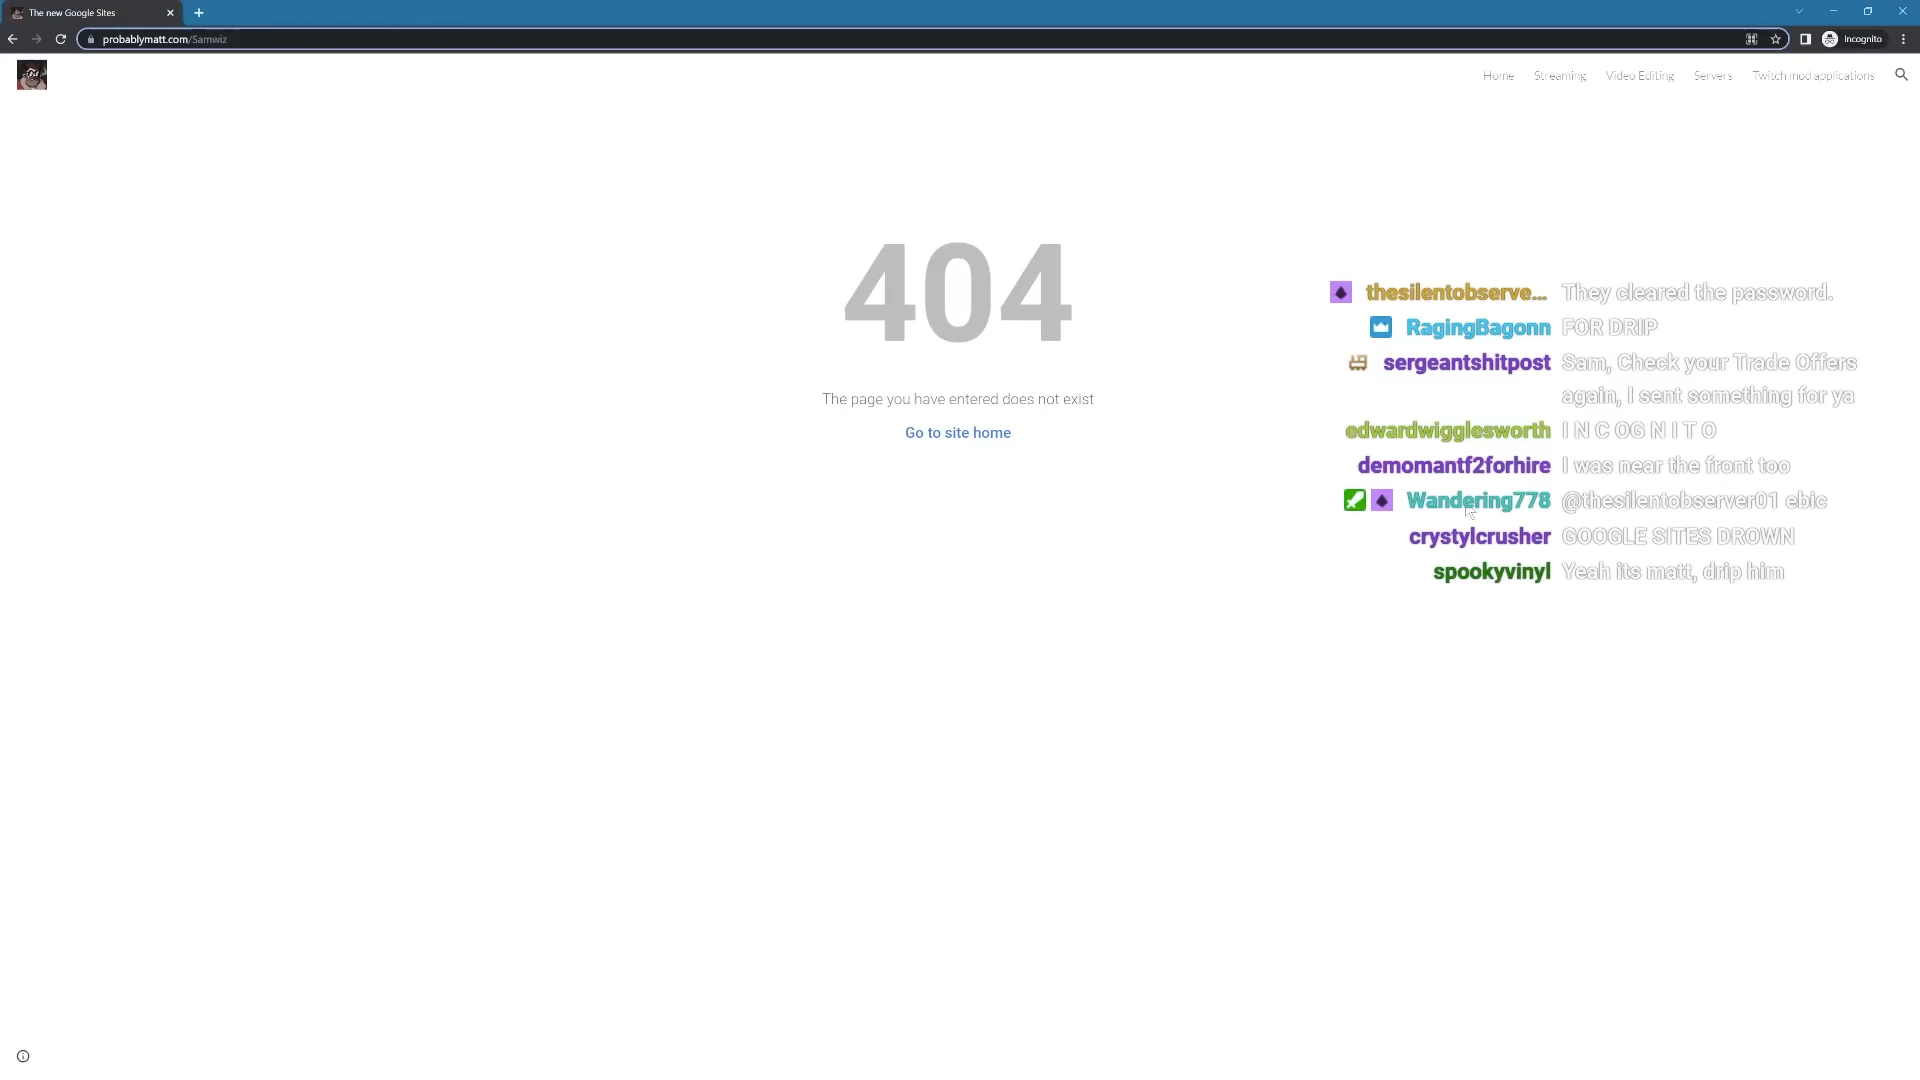 The new Google Sites
probablymatt.com/Samwiz
Incognito
Home Streaming Video Editing Servers Twitch mod applications
404
The page you have entered does not exist
Go to site home
thesilentobserve... They cleared the password.
RagingBagonn FOR DRIP
sergeantshitpost Sam, Check your Trade Offers
again, I sent something for ya
edwardwigglesworth I N C OG N I T O
demomantf2forhire I was near the front too
Wandering778 @thesilentobserver01 ebic
crystylcrusher GOOGLE SITES DROWN
spookyvinyl Yeah its matt, drip him